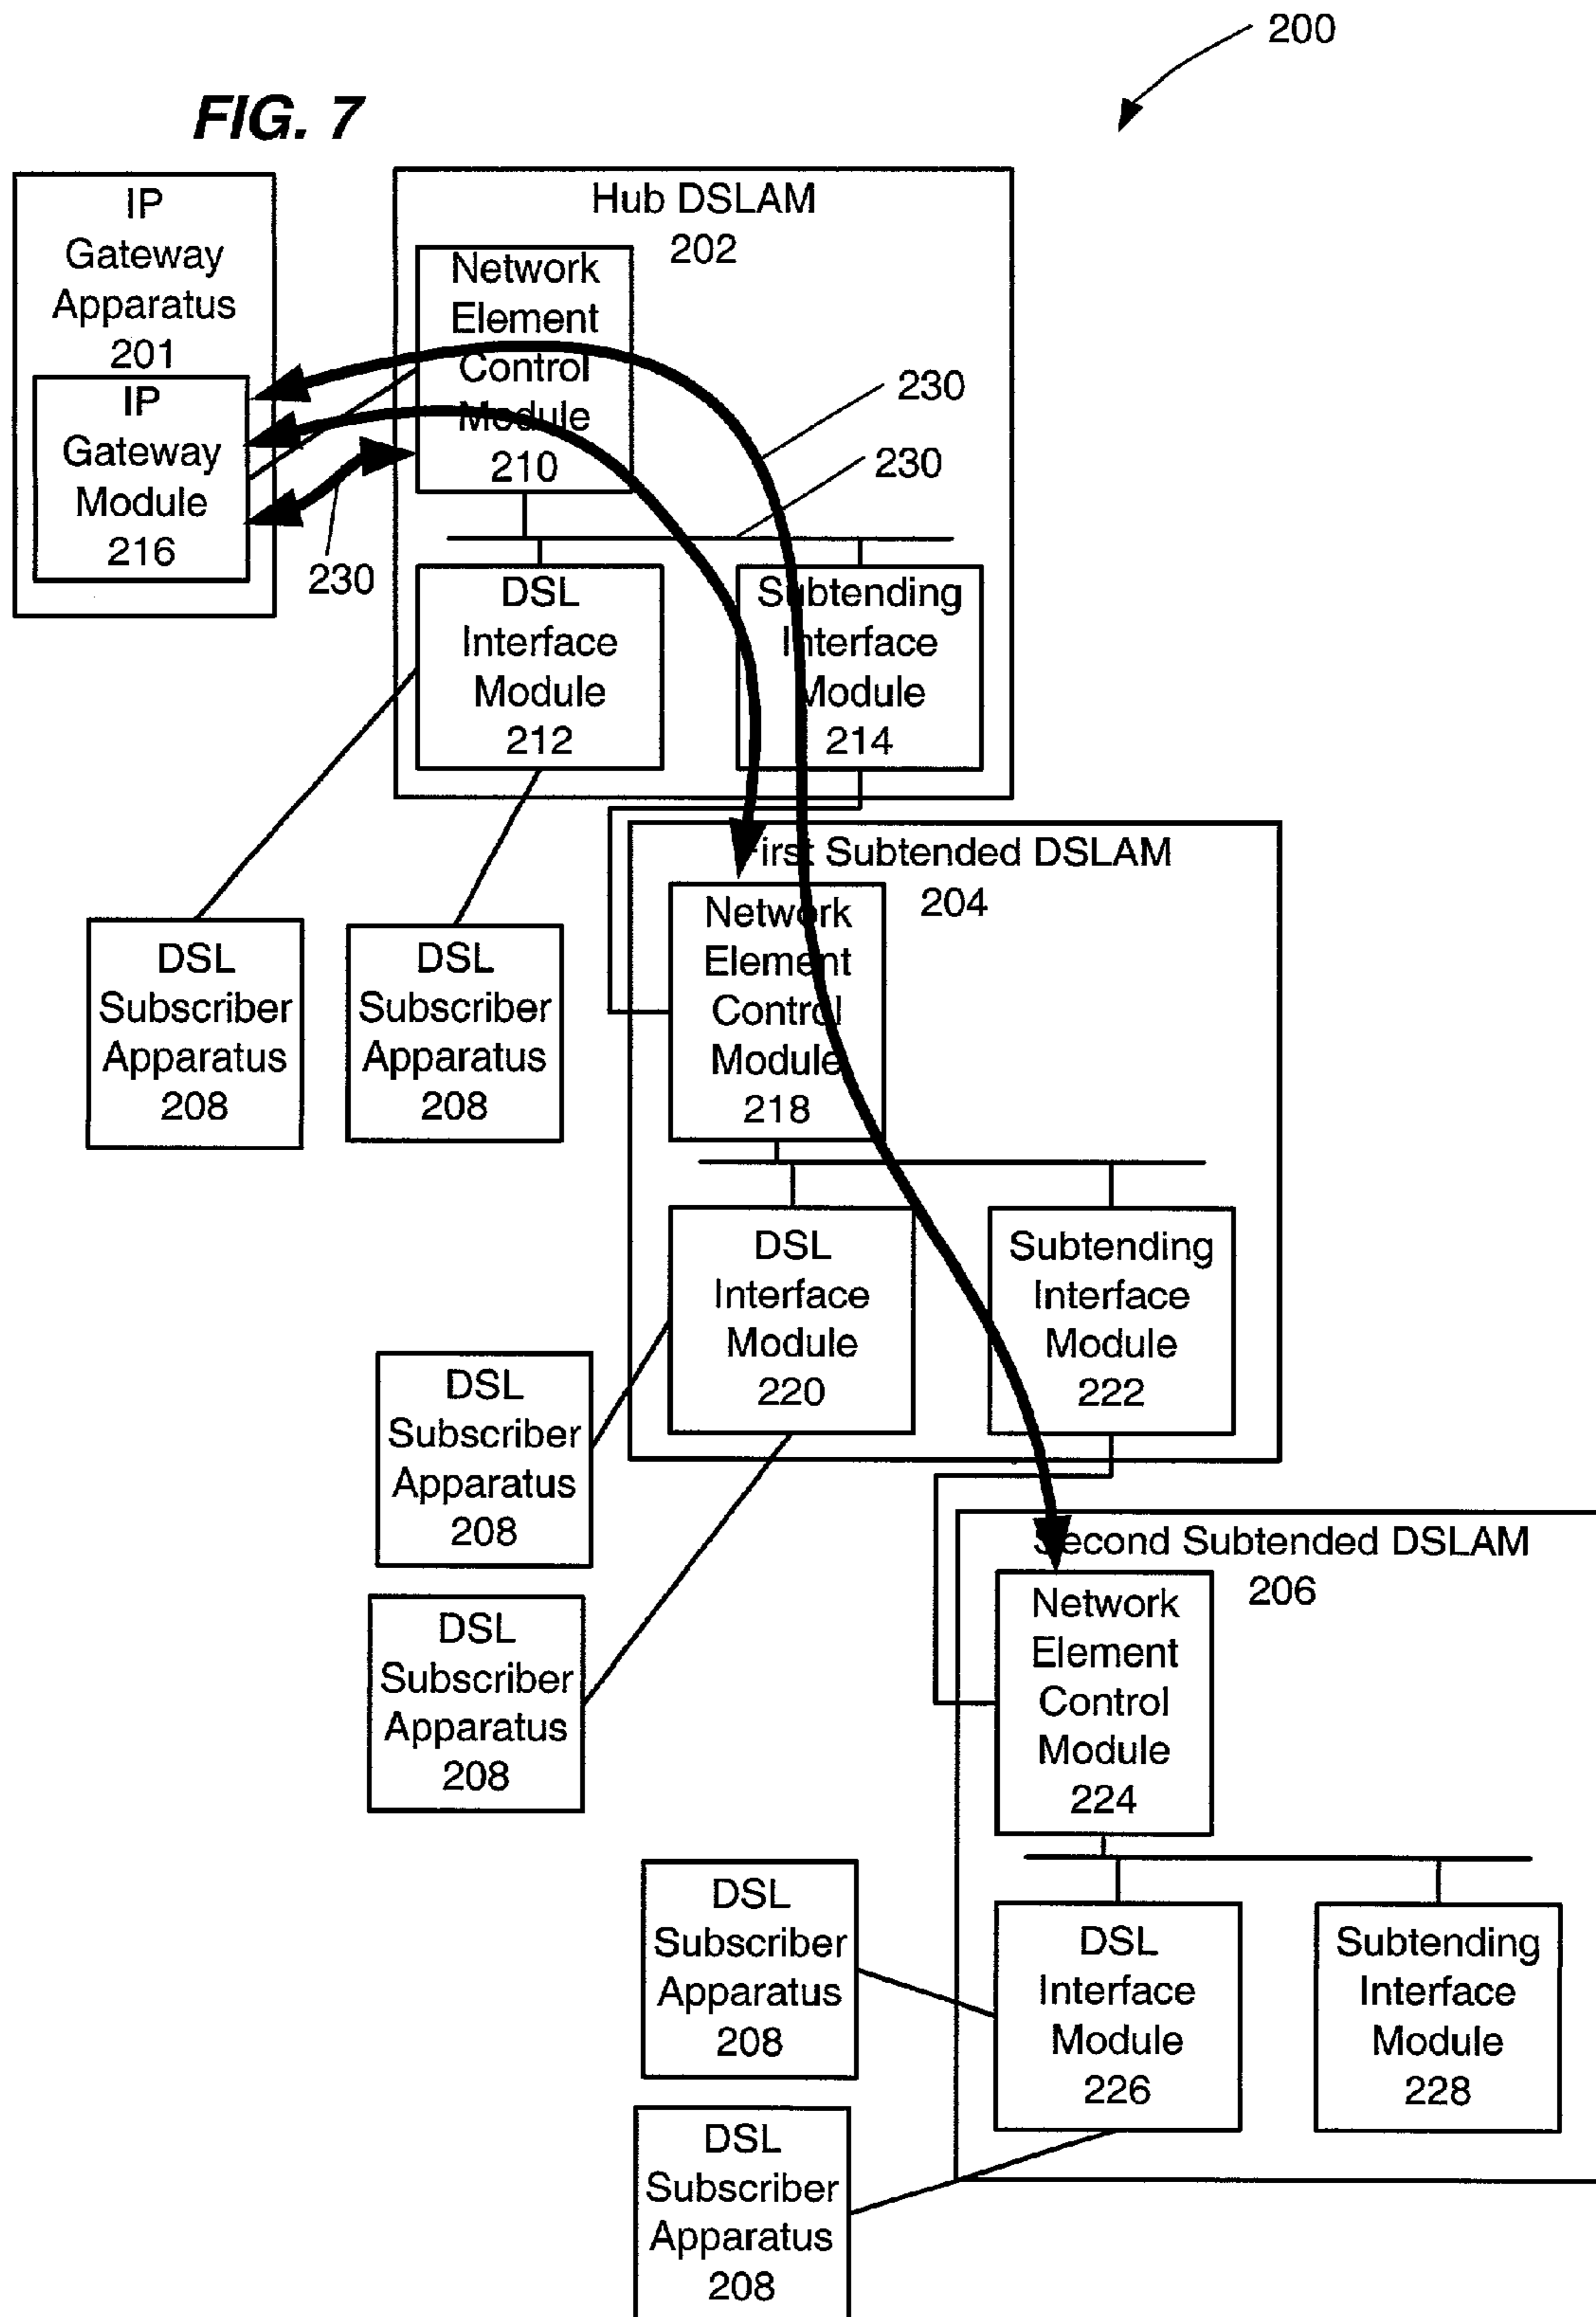 200
FIG. 7
IP
Gateway
Apparatus
201
IP
Gateway
Module
216
230
Hub DSLAM
202
Network
Element
Control
Module
210
230
230
DSL
Interface
Module
212
Subtending
Interface
Module
214
First Subtended DSLAM
204
DSL
Subscriber
Apparatus
208
DSL
Subscriber
Apparatus
208
Network
Element
Control
Module
218
DSL
Interface
Module
220
Subtending
Interface
Module
222
DSL
Subscriber
Apparatus
208
DSL
Subscriber
Apparatus
208
Second Subtended DSLAM
206
Network
Element
Control
Module
224
DSL
Subscriber
Apparatus
208
DSL
Interface
Module
226
Subtending
Interface
Module
228
DSL
Subscriber
Apparatus
208